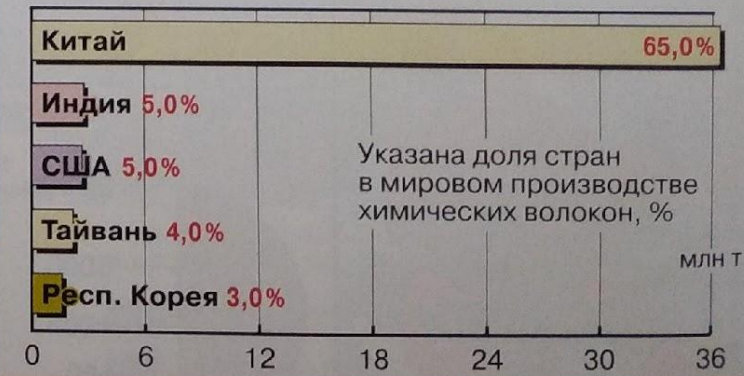 Китай 65,0%
Индия 5,0%
США 5,0%
Тайвань 4,0%
Респ. Корея 3,0%
Указана доля стран
в мировом производстве
химических волокон, %
млн т
0 6 12 18 24 30 36